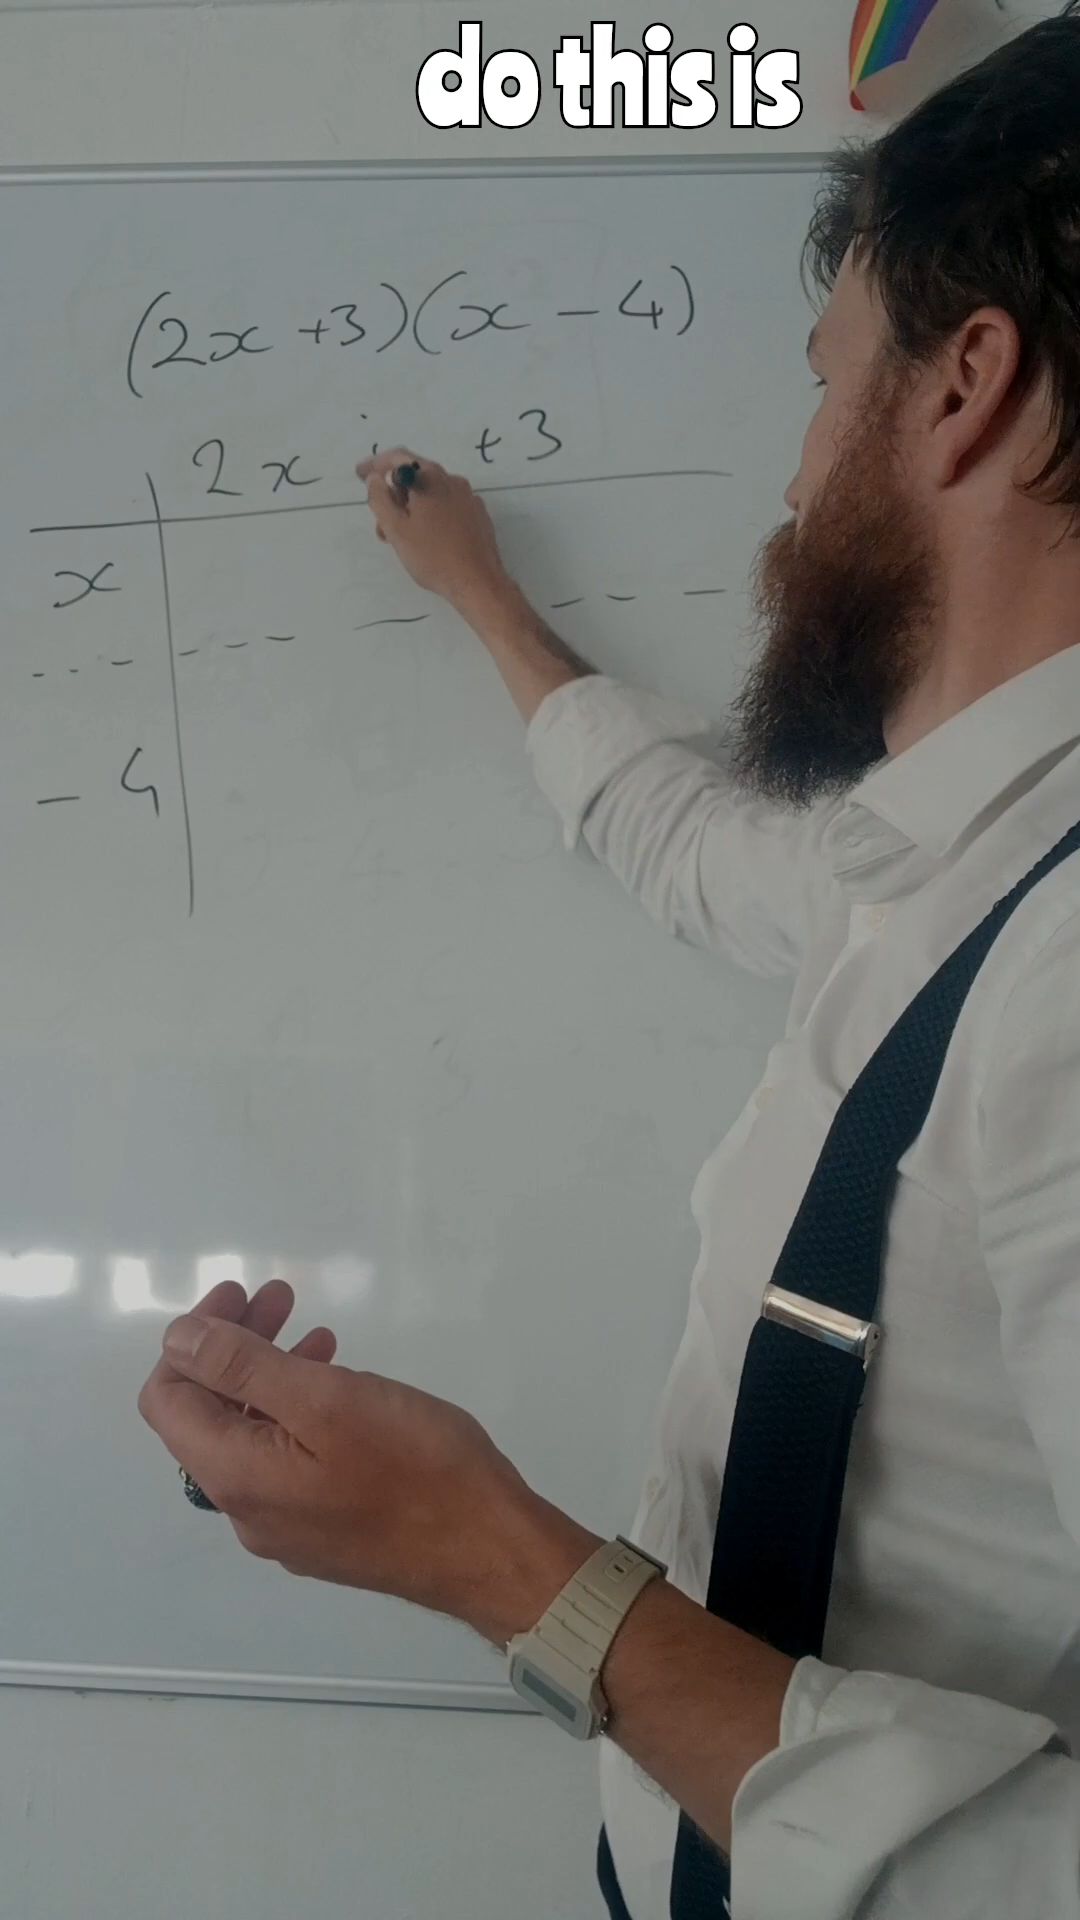 do this is
(2x +3)(x - 4)
2x +3
x
- 4